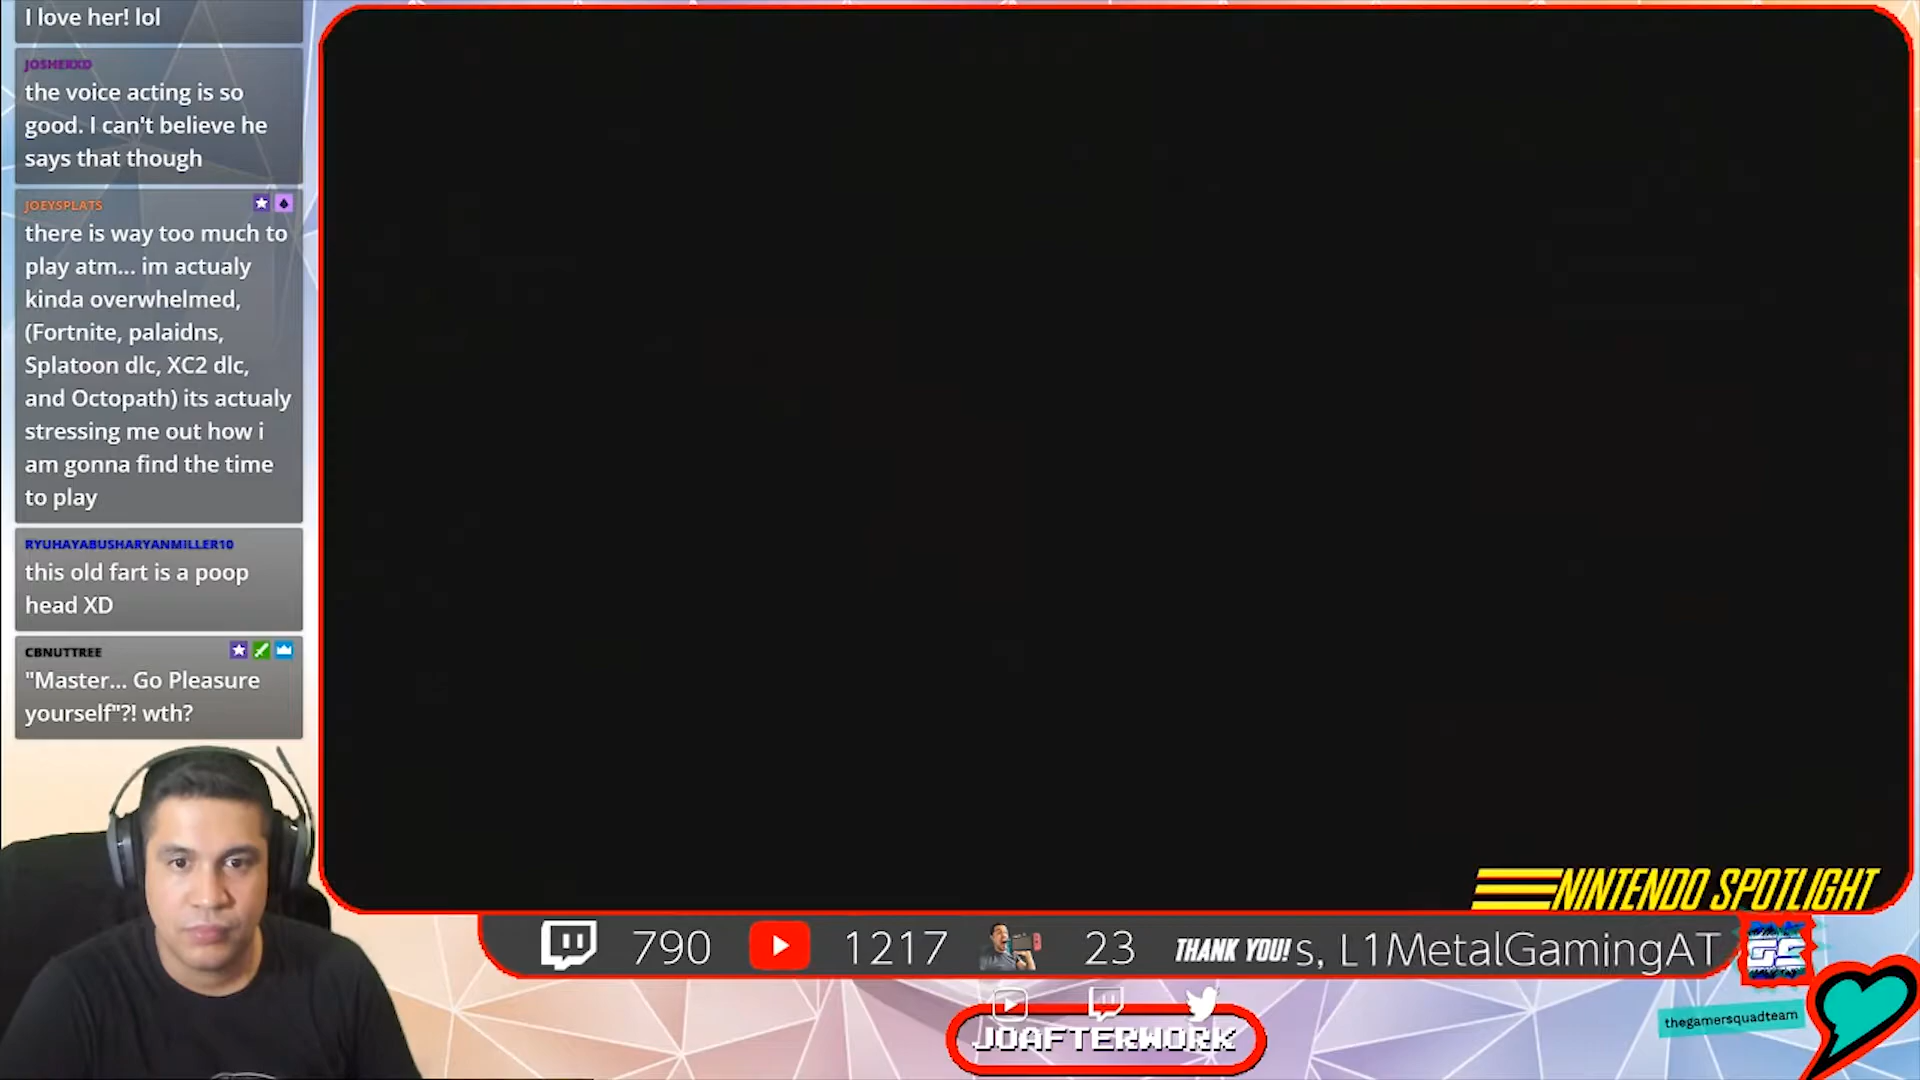 I love her! lol
JOSHERXD
the voice acting is so
good. I can't believe he
says that though
JOEYSPLATS
there is way too much to
play atm... im actualy
kinda overwhelmed,
(Fortnite, palaidns,
Splatoon dlc, XC2 dlc,
and Octopath) its actualy
stressing me out how i
am gonna find the time
to play
RYUHAYABUSHARYANMILLER10
this old fart is a poop
head XD
CBNUTTREE
"Master... Go Pleasure
yourself"?! wth?
NINTENDO SPOTLIGHT
790 1217 23 THANK YOU! s, L1MetalGamingAT GS
thegamersquadteam
JOAFTERWORK